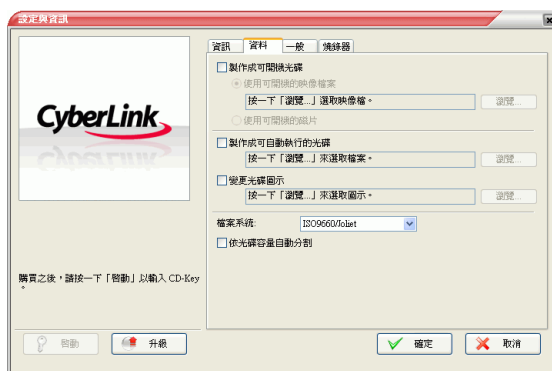 設定與資訊
資訊 資料 一般 燒錄器
製作成可開機光碟
使用可開機的映像檔案
按一下「瀏覽...」選取映像檔。 瀏覽...
使用可開機的磁片
製作成可自動執行的光碟
按一下「瀏覽...」來選取檔案。 瀏覽...
變更光碟圖示
按一下「瀏覽...」來選取圖示。 瀏覽...
檔案系統: ISO9660/Joliet
依光碟容量自動分割
CyberLink
購買之後，請按一下「啟動」以輸入 CD-Key
。
啟動 升級 確定 取消